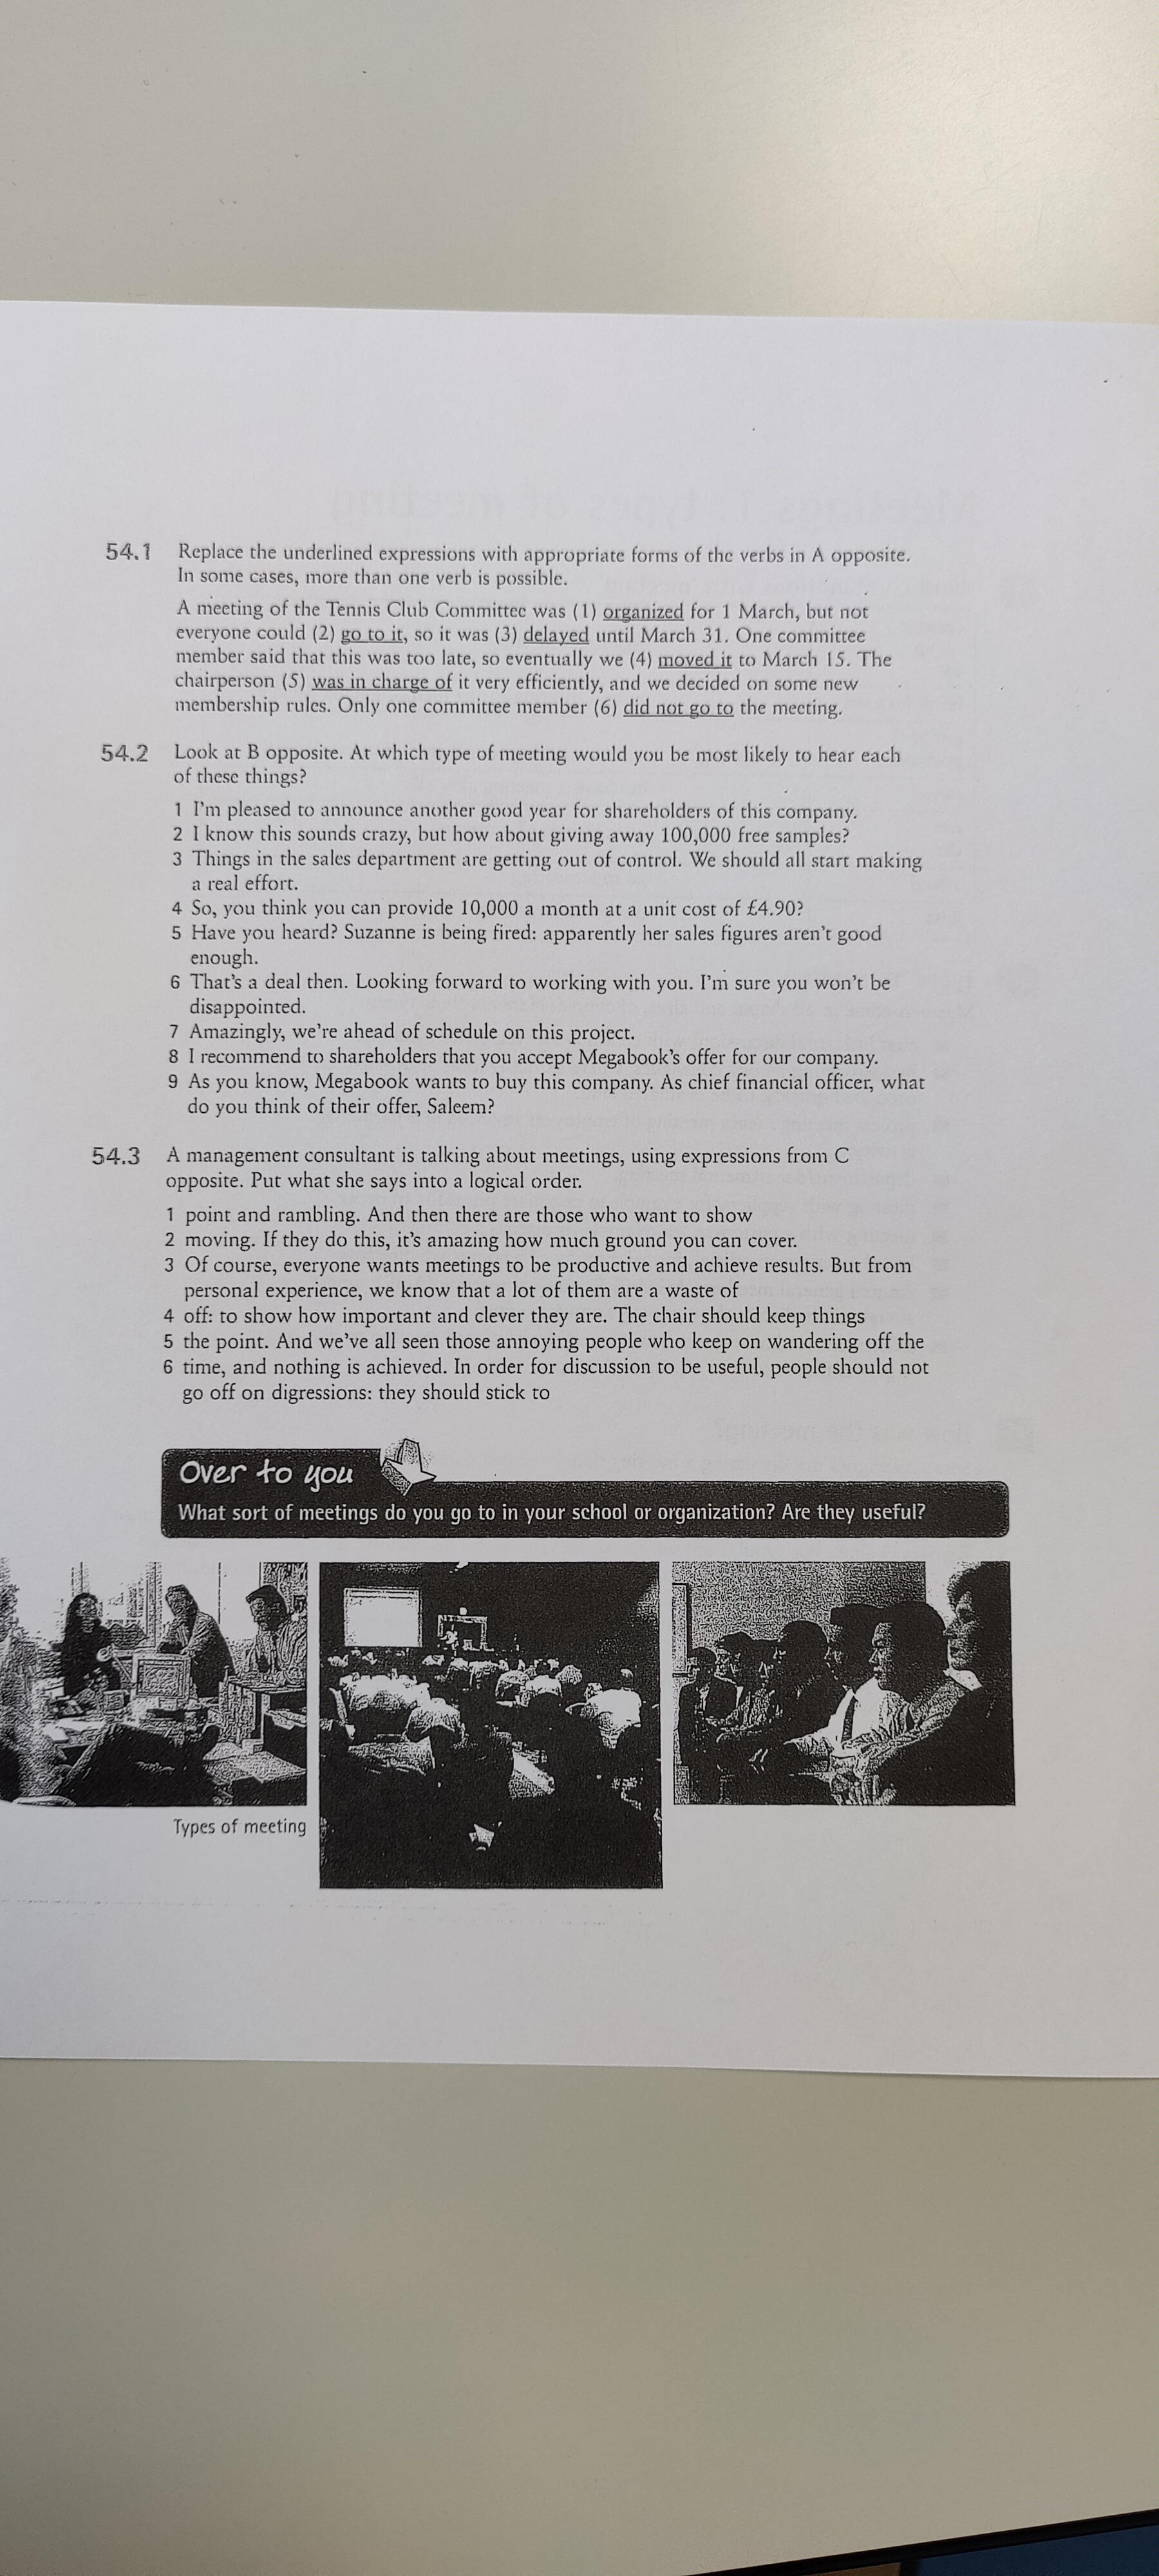 54.1 Replace the underlined expressions with appropriate forms of the verbs in A opposite.
In some cases, more than one verb is possible.
A meeting of the Tennis Club Committee was (1) organized for 1 March, but not
everyone could (2) go to it, so it was (3) delayed until March 31. One committee
member said that this was too late, so eventually we (4) moved it to March 15. The
chairperson (5) was in charge of it very efficiently, and we decided on some new
membership rules. Only one committee member (6) did not go to the meeting.
54.2 Look at B opposite. At which type of meeting would you be most likely to hear each
of these things?
1 I'm pleased to announce another good year for shareholders of this company.
2 I know this sounds crazy, but how about giving away 100,000 free samples?
3 Things in the sales department are getting out of control. We should all start making
a real effort.
4 So, you think you can provide 10,000 a month at a unit cost of £4.90?
5 Have you heard? Suzanne is being fired: apparently her sales figures aren't good
enough.
6 That's a deal then. Looking forward to working with you. I'm sure you won't be
disappointed.
7 Amazingly, we're ahead of schedule on this project.
8 I recommend to shareholders that you accept Megabook's offer for our company.
9 As you know, Megabook wants to buy this company. As chief financial officer, what
do you think of their offer, Saleem?
54.3 A management consultant is talking about meetings, using expressions from C
opposite. Put what she says into a logical order.
1 point and rambling. And then there are those who want to show
2 moving. If they do this, it's amazing how much ground you can cover.
3 Of course, everyone wants meetings to be productive and achieve results. But from
personal experience, we know that a lot of them are a waste of
4 off: to show how important and clever they are. The chair should keep things
5 the point. And we've all seen those annoying people who keep on wandering off the
6 time, and nothing is achieved. In order for discussion to be useful, people should not
go off on digressions: they should stick to
Over to you
What sort of meetings do you go to in your school or organization? Are they useful?
Types of meeting